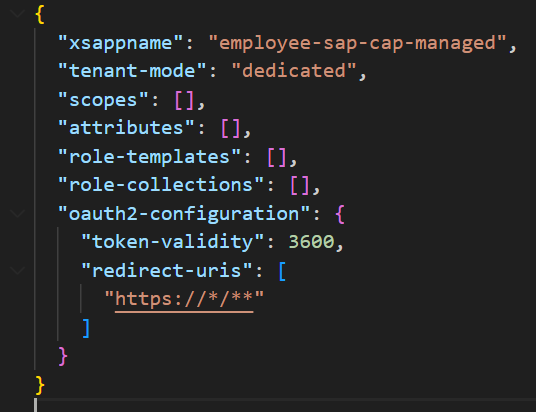 {
"xsappname": "employee-sap-cap-managed",
"tenant-mode": "dedicated",
"scopes": [],
"attributes": [],
"role-templates": [],
"role-collections": [],
"oauth2-configuration": {
"token-validity": 3600,
"redirect-uris": [
"https://*/**"
]
}
}